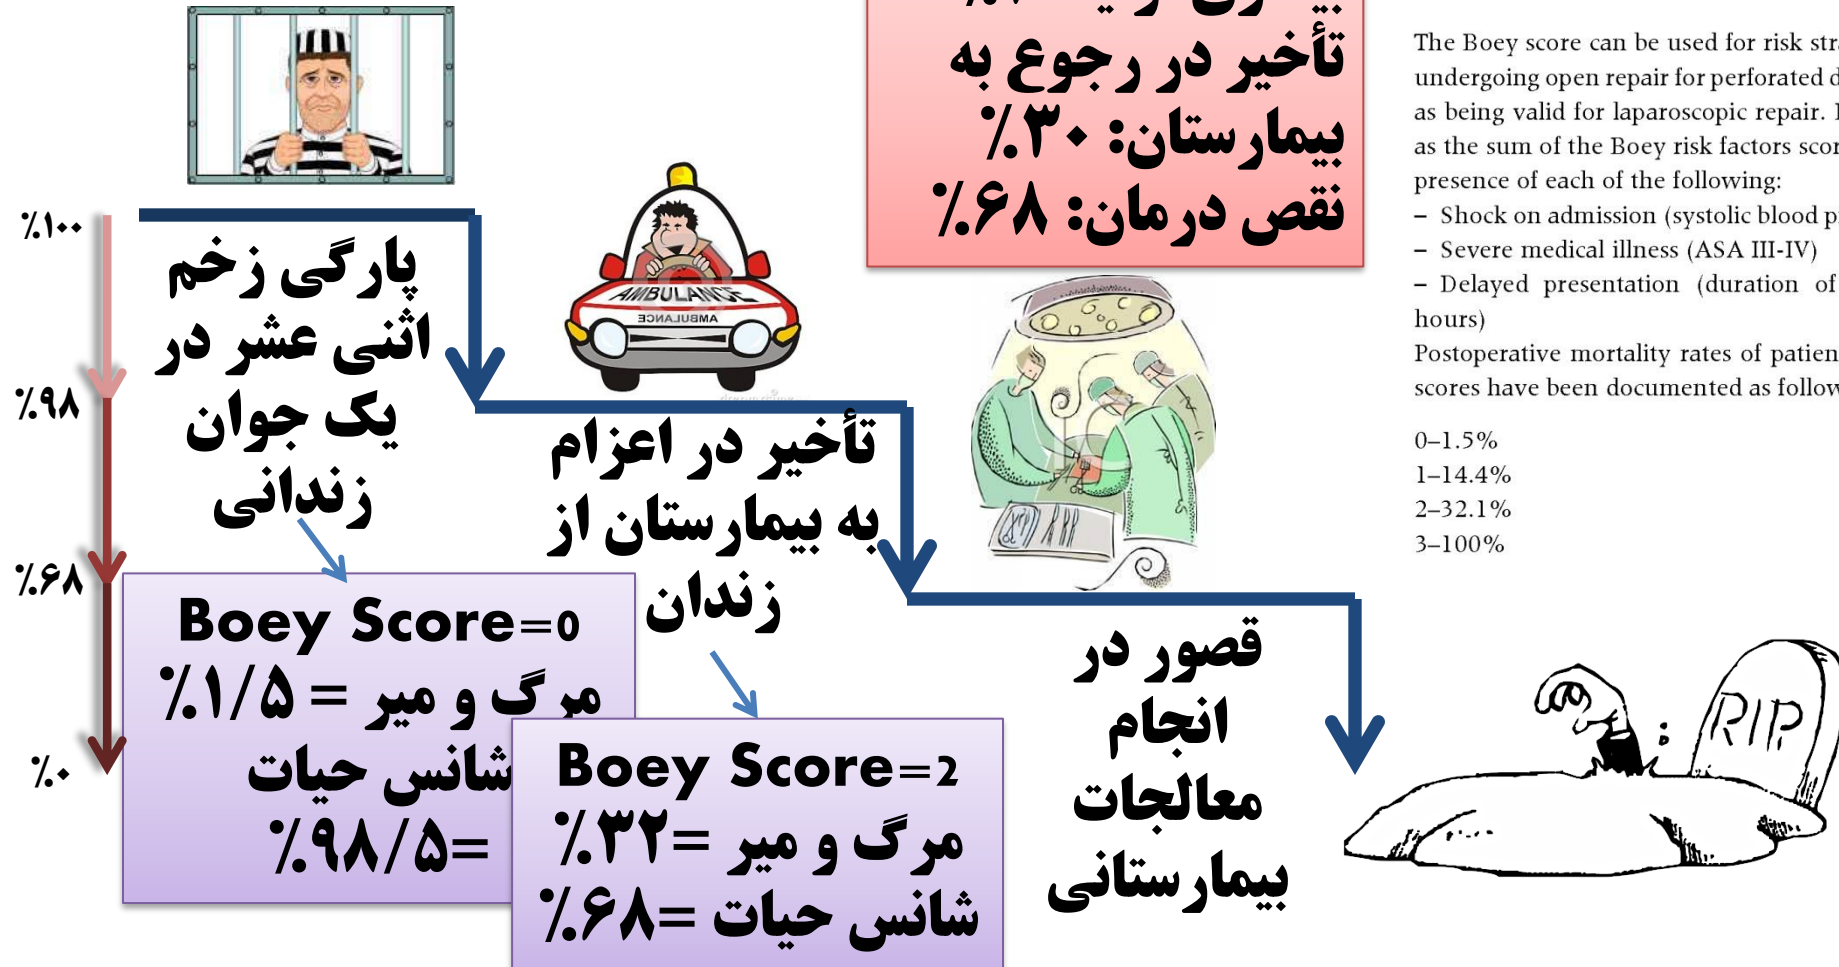 تأخیر در رجوع به
بیمارستان: ۳۰٪
نقص درمان: ۶۸٪
The Boey score can be used for risk
undergoing open repair for perforated
as being valid for laparoscopic repair.
as the sum of the Boey risk factors
presence of each of the following:
– Shock on admission (systolic blood
– Severe medical illness (ASA III-IV)
– Delayed presentation (duration of
hours)
Postoperative mortality rates of
scores have been documented as
0–1.5%
1–14.4%
2–32.1%
3–100%
٪۱۰۰
٪۹۸
٪۶۸
٪۰
پارگی زخم
اثنی عشر در
یک جوان
زندانی
AMBULANCE
AMBULANCE
تأخیر در اعزام
به بیمارستان از
زندان
قصور در
انجام
معالجات
بیمارستانی
Boey Score=0
مرگ و میر = ۱/۵٪
شانس حیات
=۹۸/۵٪
Boey Score=2
مرگ و میر =۳۲٪
شانس حیات =۶۸٪
RIP